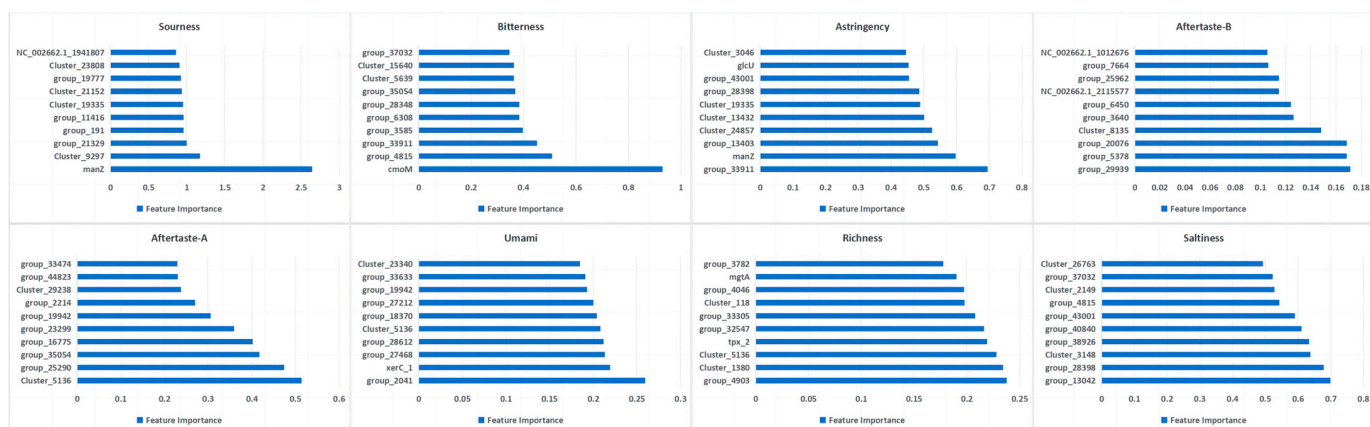 Sourness
NC_002662.1_1941807
Cluster_23808
group_19777
Cluster_21152
Cluster_19335
group_11416
group_191
group_21329
Cluster_9297
manZ
0 0.5 1 1.5 2 2.5 3
Feature Importance
Bitterness
group_37032
Cluster_15640
Cluster_5639
group_35054
group_28348
group_6308
group_3585
group_33911
group_4815
cmoM
0 0.2 0.4 0.6 0.8 1
Feature Importance
Astringency
Cluster_3046
glcU
group_43001
group_28398
Cluster_19335
Cluster_13432
Cluster_24857
group_13403
manZ
group_33911
0 0.1 0.2 0.3 0.4 0.5 0.6 0.7 0.8
Feature Importance
Aftertaste-B
NC_002662.1_1012676
group_7664
group_25962
NC_002662.1_2115577
group_6450
group_3640
Cluster_8135
group_20076
group_5378
group_29939
0 0.02 0.04 0.06 0.08 0.1 0.12 0.14 0.16 0.18
Feature Importance
Aftertaste-A
group_33474
group_44823
Cluster_29238
group_2214
group_19942
group_23299
group_16775
group_35054
group_25290
Cluster_5136
0 0.1 0.2 0.3 0.4 0.5 0.6
Feature Importance
Umami
Cluster_23340
group_33633
group_19942
group_27212
group_18370
Cluster_5136
group_28612
group_27468
xerC_1
group_2041
0 0.05 0.1 0.15 0.2 0.25 0.3
Feature Importance
Richness
group_3782
mgtA
group_4046
Cluster_118
group_33305
group_32547
tpx_2
Cluster_5136
Cluster_1380
group_4903
0 0.05 0.1 0.15 0.2 0.25
Feature Importance
Saltiness
Cluster_26763
group_37032
Cluster_2149
group_4815
group_43001
group_40840
group_38926
Cluster_3148
group_28398
group_13042
0 0.1 0.2 0.3 0.4 0.5 0.6 0.7 0.8
Feature Importance